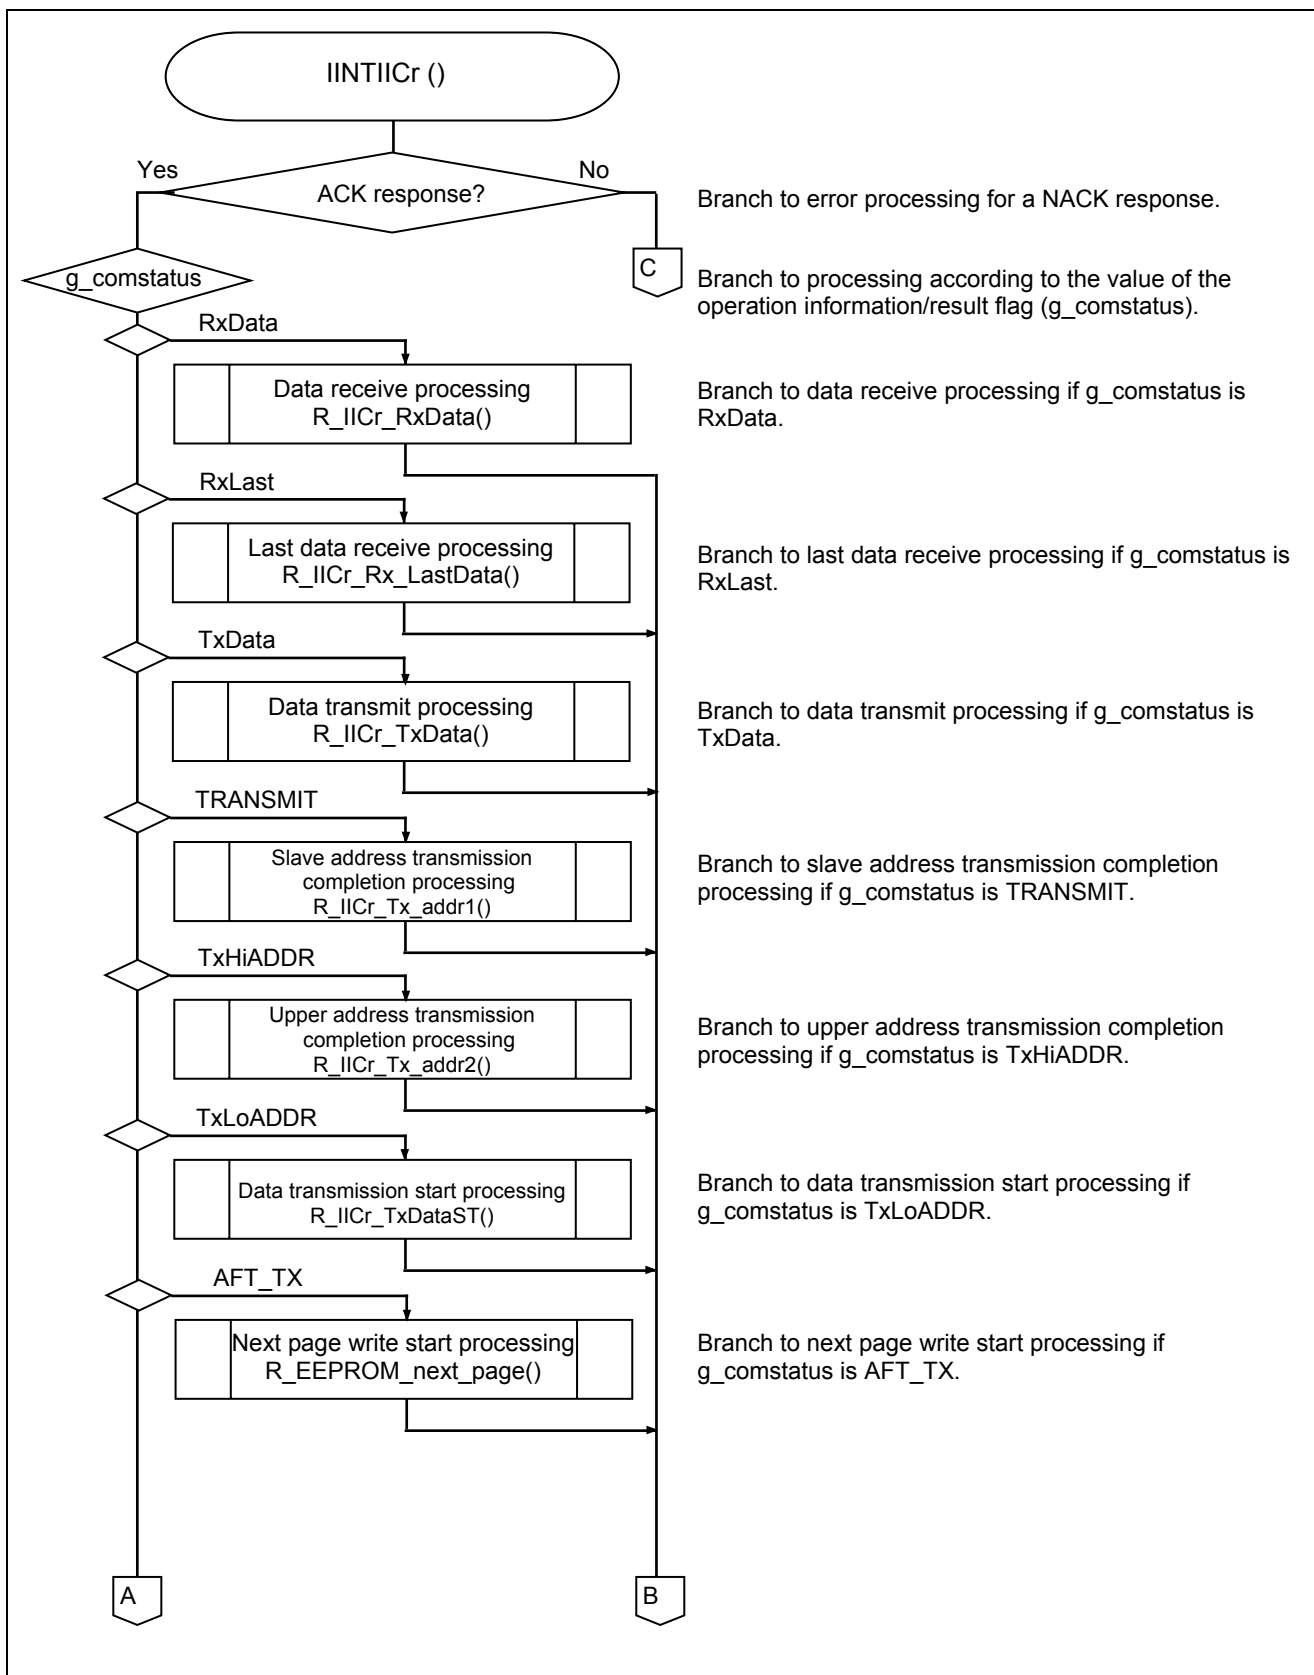 IINTIICr ()
Yes
No
ACK response?
Branch to error processing for a NACK response.
g_comstatus
C
Branch to processing according to the value of the
operation information/result flag (g_comstatus).
RxData
Data receive processing
R_IICr_RxData()
Branch to data receive processing if g_comstatus is
RxData.
RxLast
Last data receive processing
R_IICr_Rx_LastData()
Branch to last data receive processing if g_comstatus is
RxLast.
TxData
Data transmit processing
R_IICr_TxData()
Branch to data transmit processing if g_comstatus is
TxData.
TRANSMIT
Slave address transmission
completion processing
R_IICr_Tx_addr1()
Branch to slave address transmission completion
processing if g_comstatus is TRANSMIT.
TxHiADDR
Upper address transmission
completion processing
R_IICr_Tx_addr2()
Branch to upper address transmission completion
processing if g_comstatus is TxHiADDR.
TxLoADDR
Data transmission start processing
R_IICr_TxDataST()
Branch to data transmission start processing if
g_comstatus is TxLoADDR.
AFT_TX
Next page write start processing
R_EEPROM_next_page()
Branch to next page write start processing if
g_comstatus is AFT_TX.
A
B